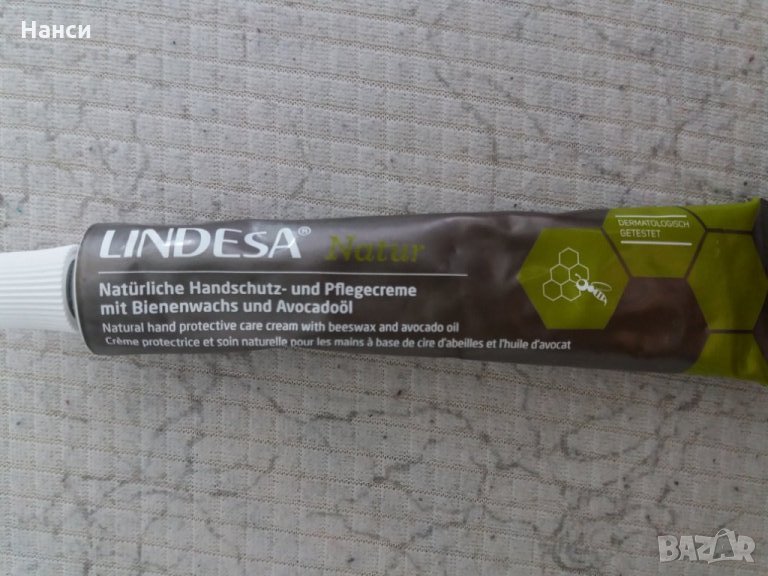 Нанси
LINDESA® Natur
DERMATOLOGISCH
GETESTET
Natürliche Handschutz- und Pflegecreme
mit Bienenwachs und Avocadoöl
Natural hand protective care cream with beeswax and avocado oil
Crème protectrice et soin naturelle pour les mains à base de cire d'abeilles et l'huile d'avocat
BAZAR